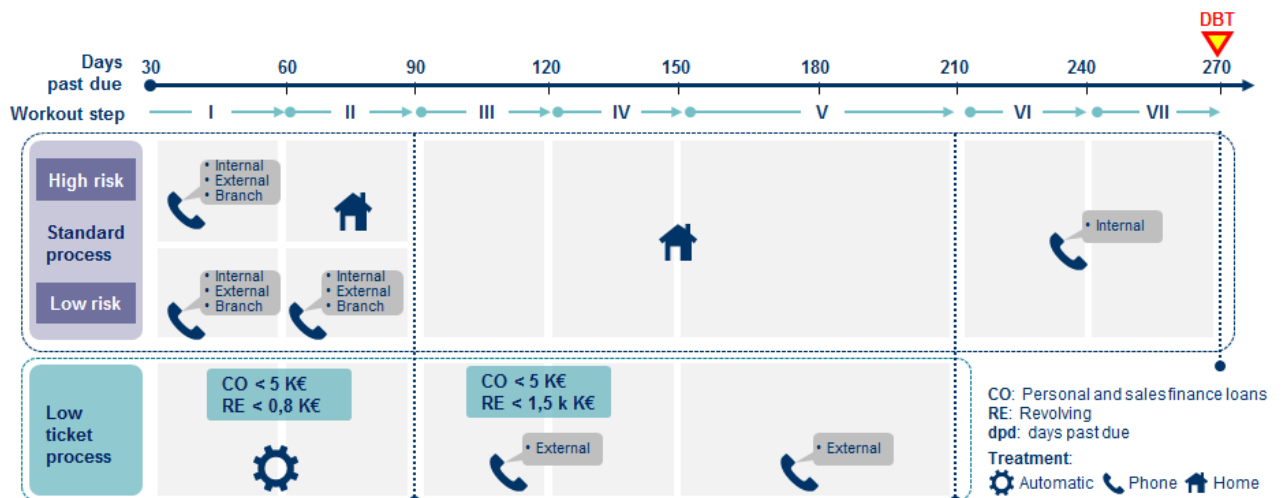 DBT
Days
past due
30 60 90 120 150 180 210 240 270
Workout step
I II III IV V VI VII
High risk
Standard
process
Low risk
• Internal
• External
• Branch
• Internal
• External
• Branch
• Internal
• External
• Branch
• Internal
Low
ticket
process
CO < 5 K€
RE < 0,8 K€
CO < 5 K€
RE < 1,5 k K€
• External
• External
CO: Personal and sales finance loans
RE: Revolving
dpd: days past due
Treatment:
Automatic Phone Home